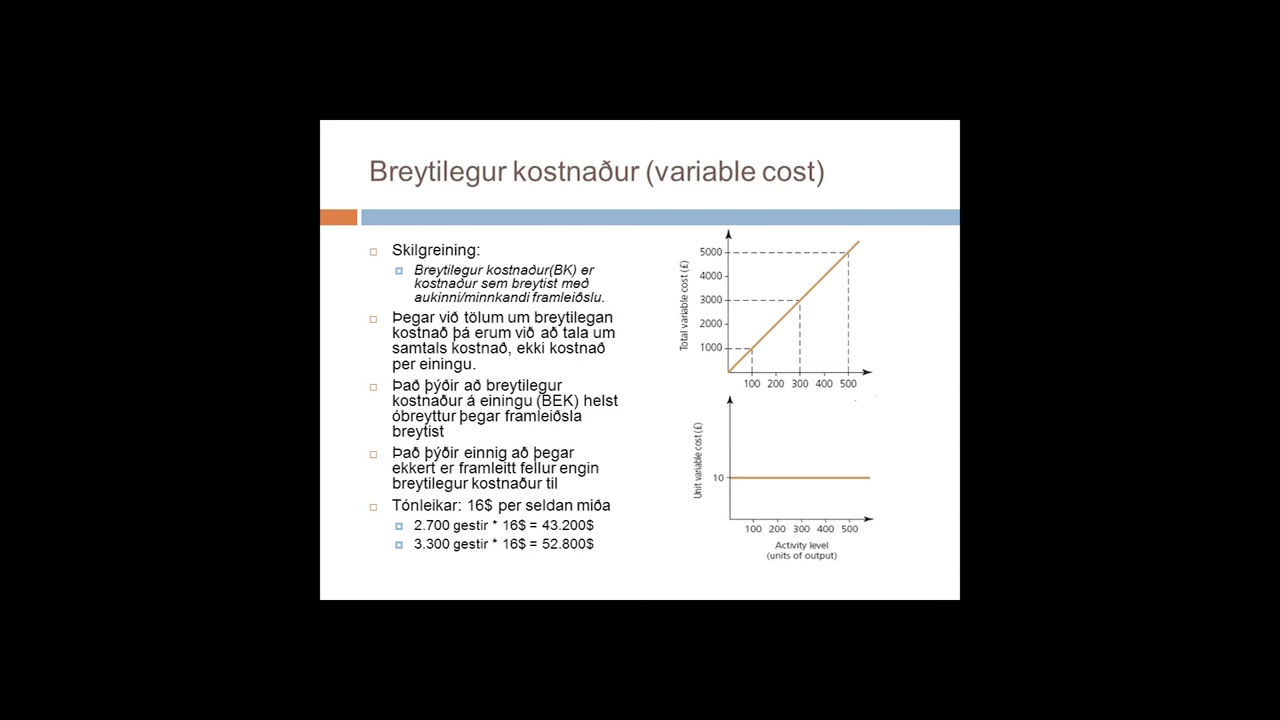 Breytilegur kostnaður (variable cost)
Skilgreining:
Breytilegur kostnaður(BK) er
kostnaður sem breytist með
aukinni/minnkandi framleiðslu.
Þegar við tölum um breytilegan
kostnað þá erum við að tala um
samtals kostnað, ekki kostnað
per einingu.
Það þýðir að breytilegur
kostnaður á einingu (BEK) helst
óbreyttur þegar framleiðsla
breytist
Það þýðir einnig að þegar
ekkert er framleitt fellur engin
breytilegur kostnaður til
Tónleikar: 16$ per seldan miða
2.700 gestir * 16$ = 43.200$
3.300 gestir * 16$ = 52.800$
Total variable cost (£)
5000
4000
3000
2000
1000
100 200 300 400 500
Unit variable cost (£)
10
100 200 300 400 500
Activity level
(units of output)